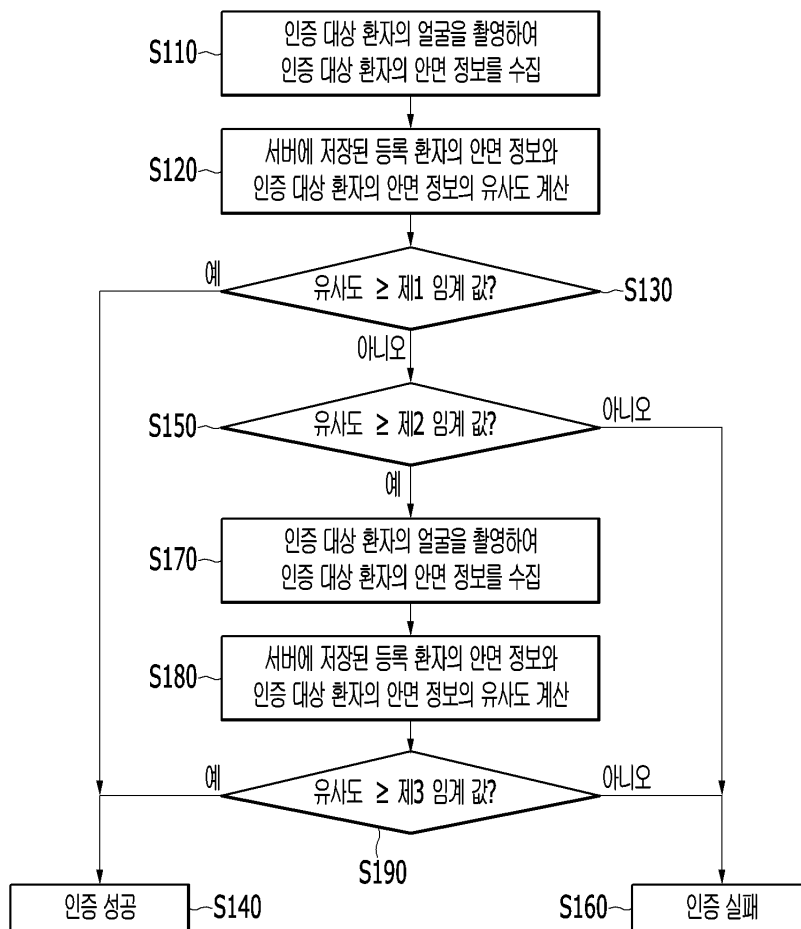 인증 대상 환자의 얼굴을 촬영하여
S110
인증 대상 환자의 안면 정보를 수집
서버에 저장된 등록 환자의 안면 정보와
S120
인증 대상 환자의 안면 정보의 유사도 계산
예
유사도 ≥ 제1 임계 값?
S130
아니오
S150
유사도 ≥ 제2 임계 값?
아니오
예
인증 대상 환자의 얼굴을 촬영하여
S170
인증 대상 환자의 안면 정보를 수집
서버에 저장된 등록 환자의 안면 정보와
S180
인증 대상 환자의 안면 정보의 유사도 계산
예
유사도 ≥ 제3 임계 값?
아니오
S190
인증 성공
S140
S160
인증 실패